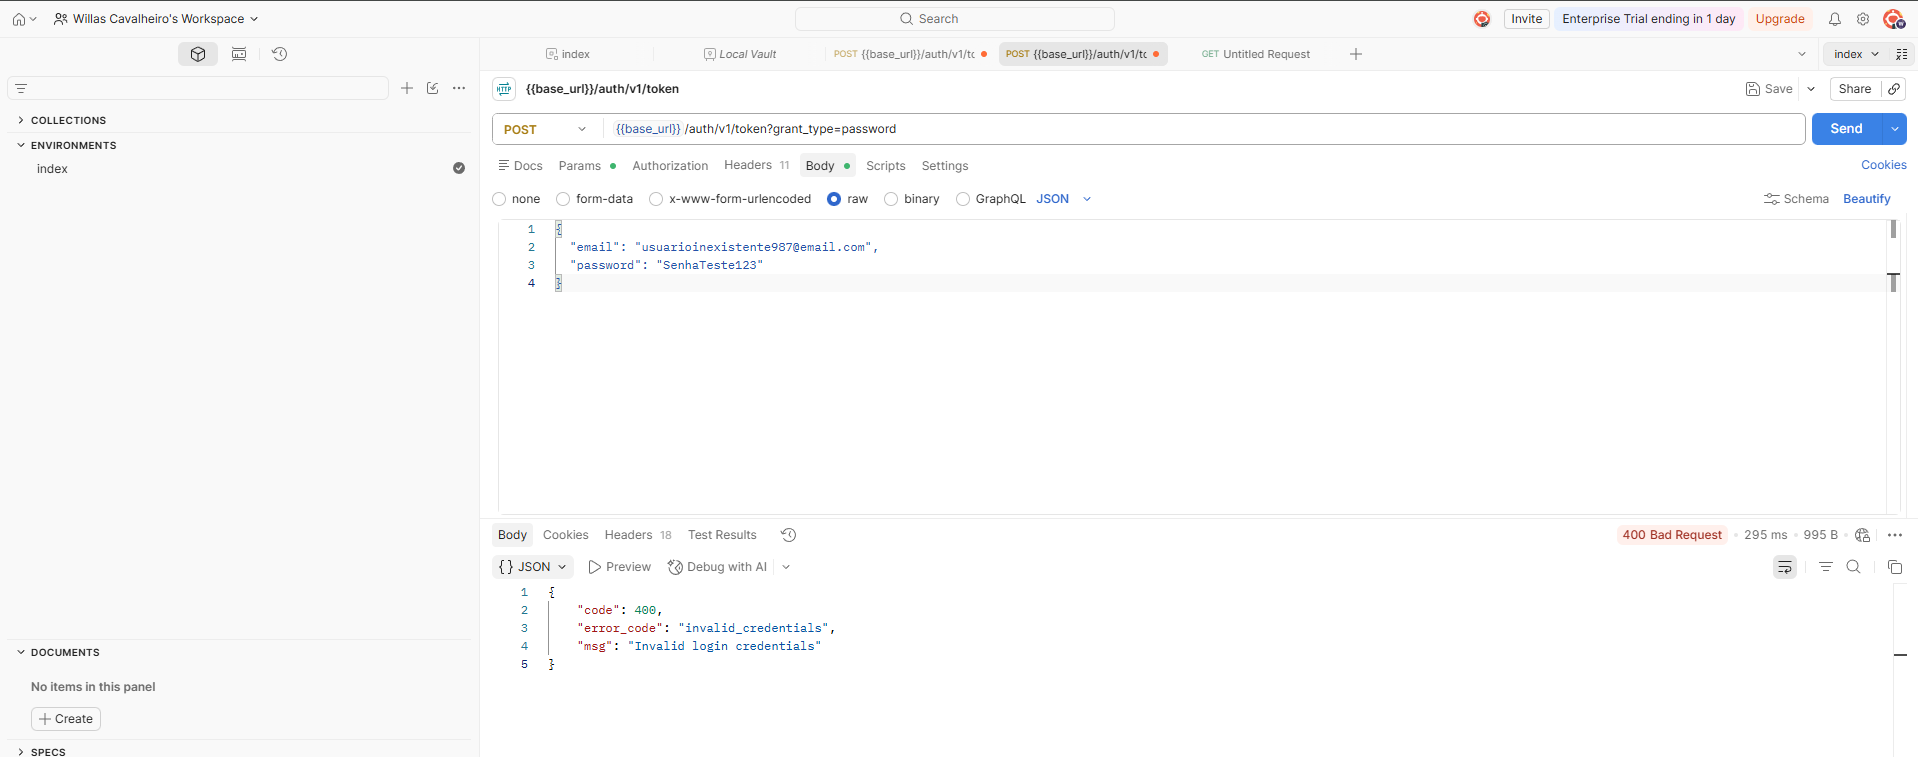 Willas Cavalheiro's Workspace
Search
Invite
Enterprise Trial ending in 1 day
Upgrade
index
Local Vault
POST {{base_url}}/auth/v1/tc
POST {{base_url}}/auth/v1/tc
GET Untitled Request
index
COLLECTIONS
ENVIRONMENTS
index
HTTP
{{base_url}}/auth/v1/token
Save
Share
POST
{{base_url}} /auth/v1/token?grant_type=password
Send
Docs
Params
Authorization
Headers 11
Body
Scripts
Settings
Cookies
none
form-data
x-www-form-urlencoded
raw
binary
GraphQL
JSON
Schema
Beautify
1 {
2 "email": "usuarioinexistente987@email.com",
3 "password": "SenhaTeste123"
4 }
Body
Cookies
Headers 18
Test Results
400 Bad Request
295 ms
995 B
{} JSON
Preview
Debug with AI
1 {
2 "code": 400,
3 "error_code": "invalid_credentials",
4 "msg": "Invalid login credentials"
5 }
DOCUMENTS
No items in this panel
Create
SPECS